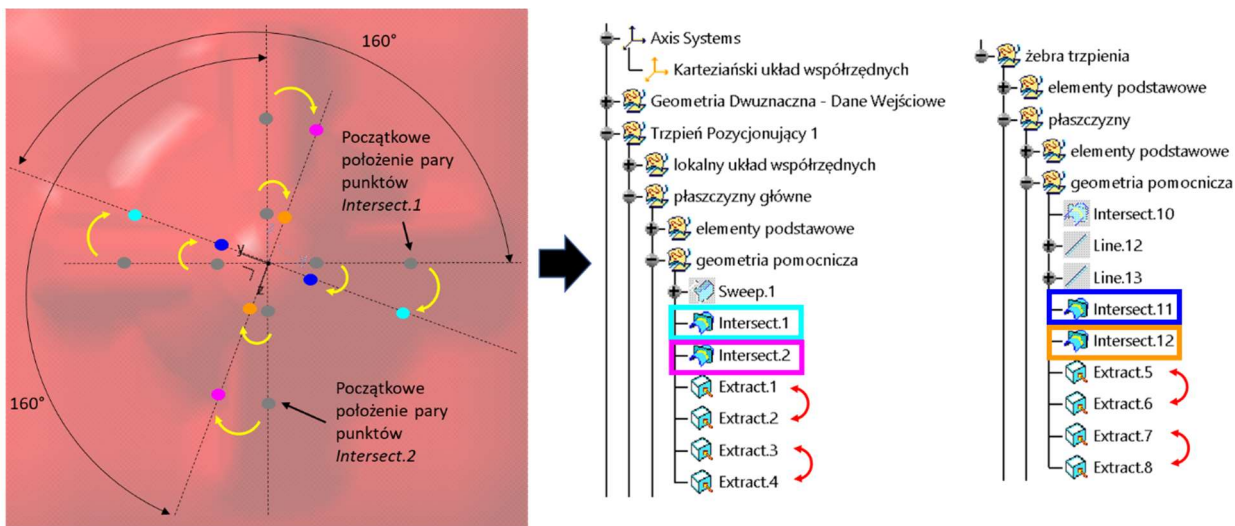 160°
Początkowe
położenie pary
punktów
Intersect.1
y
z
Początkowe
położenie pary
punktów
Intersect.2
160°
Axis Systems
Karteziański układ współrzędnych
Geometria Dwuznaczna - Dane Wejściowe
Trzpień Pozycjonujący 1
lokalny układ współrzędnych
płaszczyzny główne
elementy podstawowe
geometria pomocnicza
Sweep.1
Intersect.1
Intersect.2
Extract.1
Extract.2
Extract.3
Extract.4
żebra trzpienia
elementy podstawowe
płaszczyzny
elementy podstawowe
geometria pomocnicza
Intersect.10
Line.12
Line.13
Intersect.11
Intersect.12
Extract.5
Extract.6
Extract.7
Extract.8